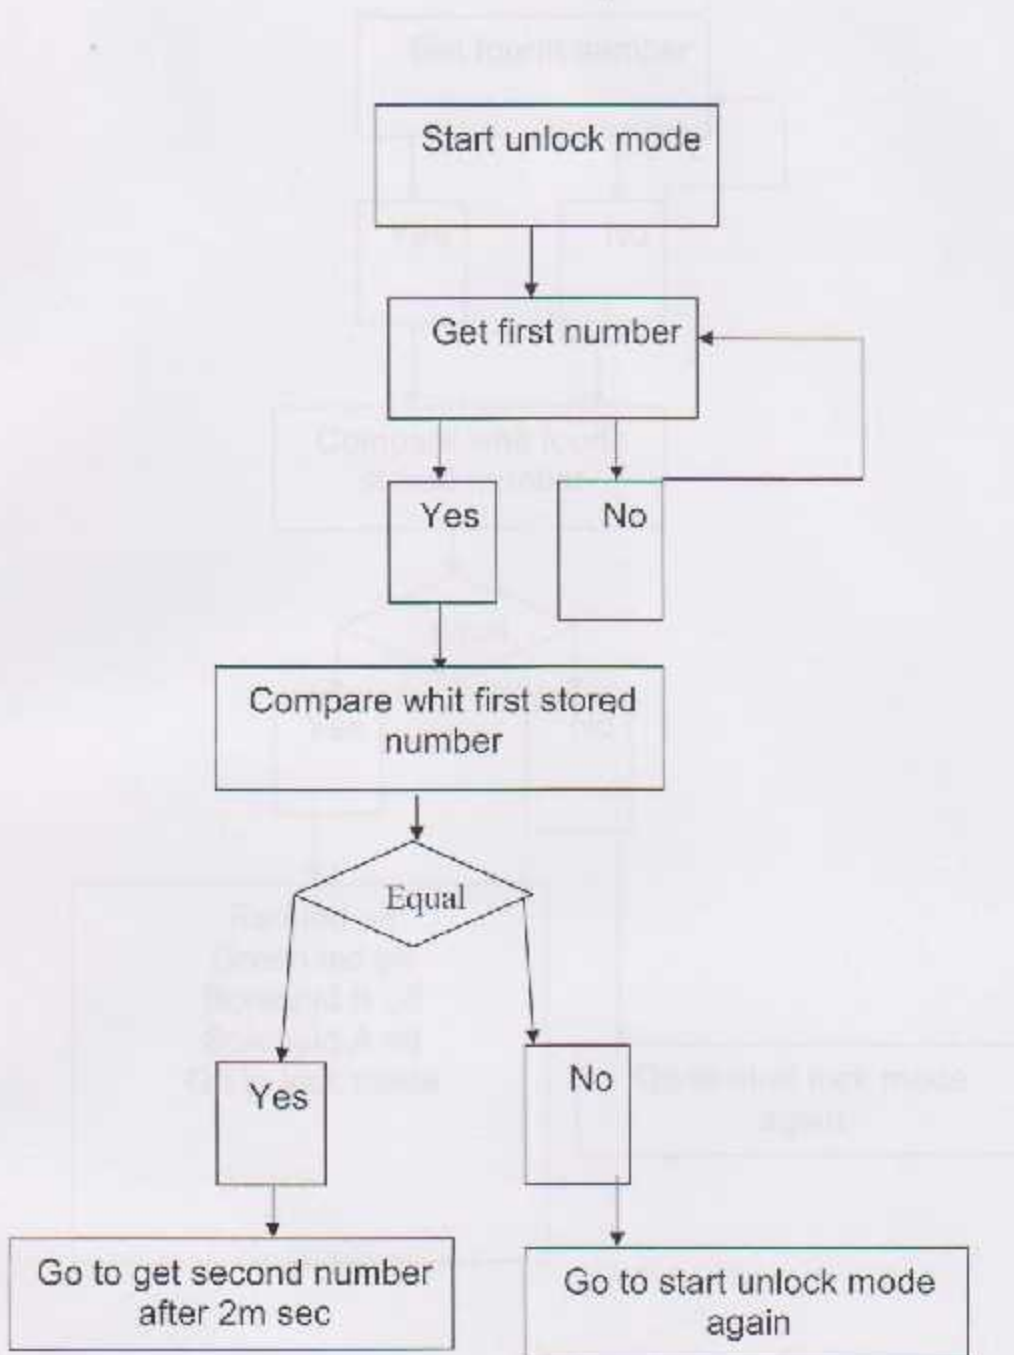 Start unlock mode
Get first number
Yes
No
Compare whit first stored
number
Equal
Yes
No
Go to get second number
after 2m sec
Go to start unlock mode
again